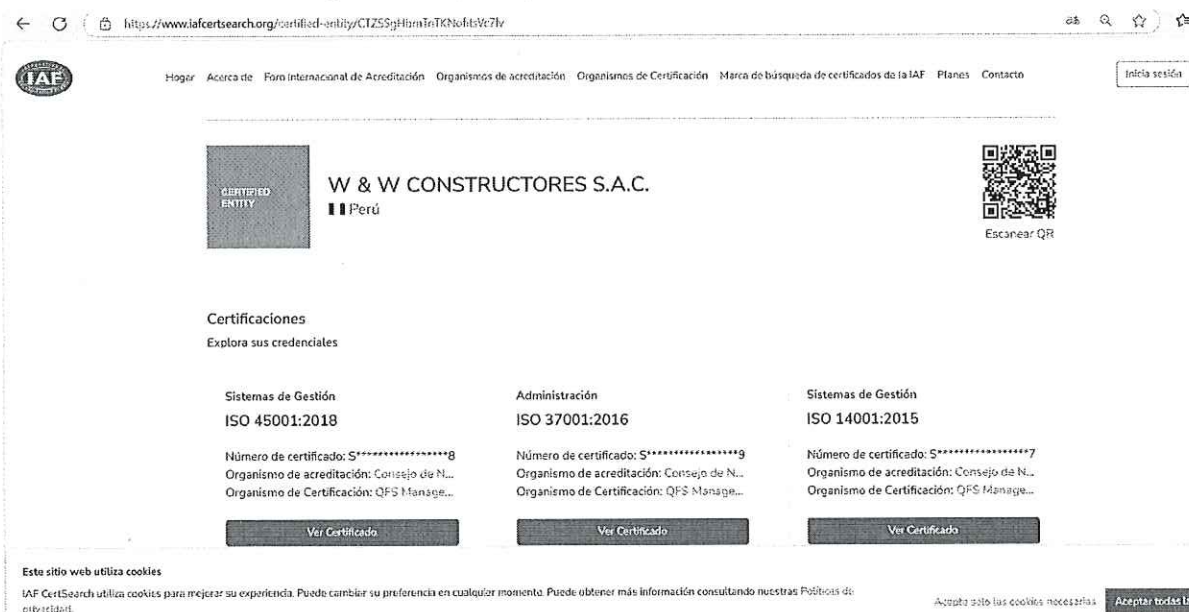 https://www.iafcertsearch.org/certified-entity/
IAF
Hogar Acerca de Foro Internacional de Acreditación Organismos de acreditación Organismos de Certificación Marca de búsqueda de certificados de la IAF Planes Contacto
Inicia sesión
CERTIFIED
ENTITY
W & W CONSTRUCTORES S.A.C.
Perú
Escanear QR
Certificaciones
Explora sus credenciales
Sistemas de Gestión
ISO 45001:2018
Número de certificado: S******************8
Organismo de acreditación: Consejo de N...
Organismo de Certificación: QFS Manage...
Ver Certificado
Administración
ISO 37001:2016
Número de certificado: S******************9
Organismo de acreditación: Consejo de N...
Organismo de Certificación: QFS Manage...
Ver Certificado
Sistemas de Gestión
ISO 14001:2015
Número de certificado: S******************7
Organismo de acreditación: Consejo de N...
Organismo de Certificación: QFS Manage...
Ver Certificado
Este sitio web utiliza cookies
IAF CertSearch utiliza cookies para mejorar su experiencia. Puede cambiar su preferencia en cualquier momento. Puede obtener más información consultando nuestras Políticas de
privacidad.
Acepta solo las cookies necesarias
Aceptar todas la